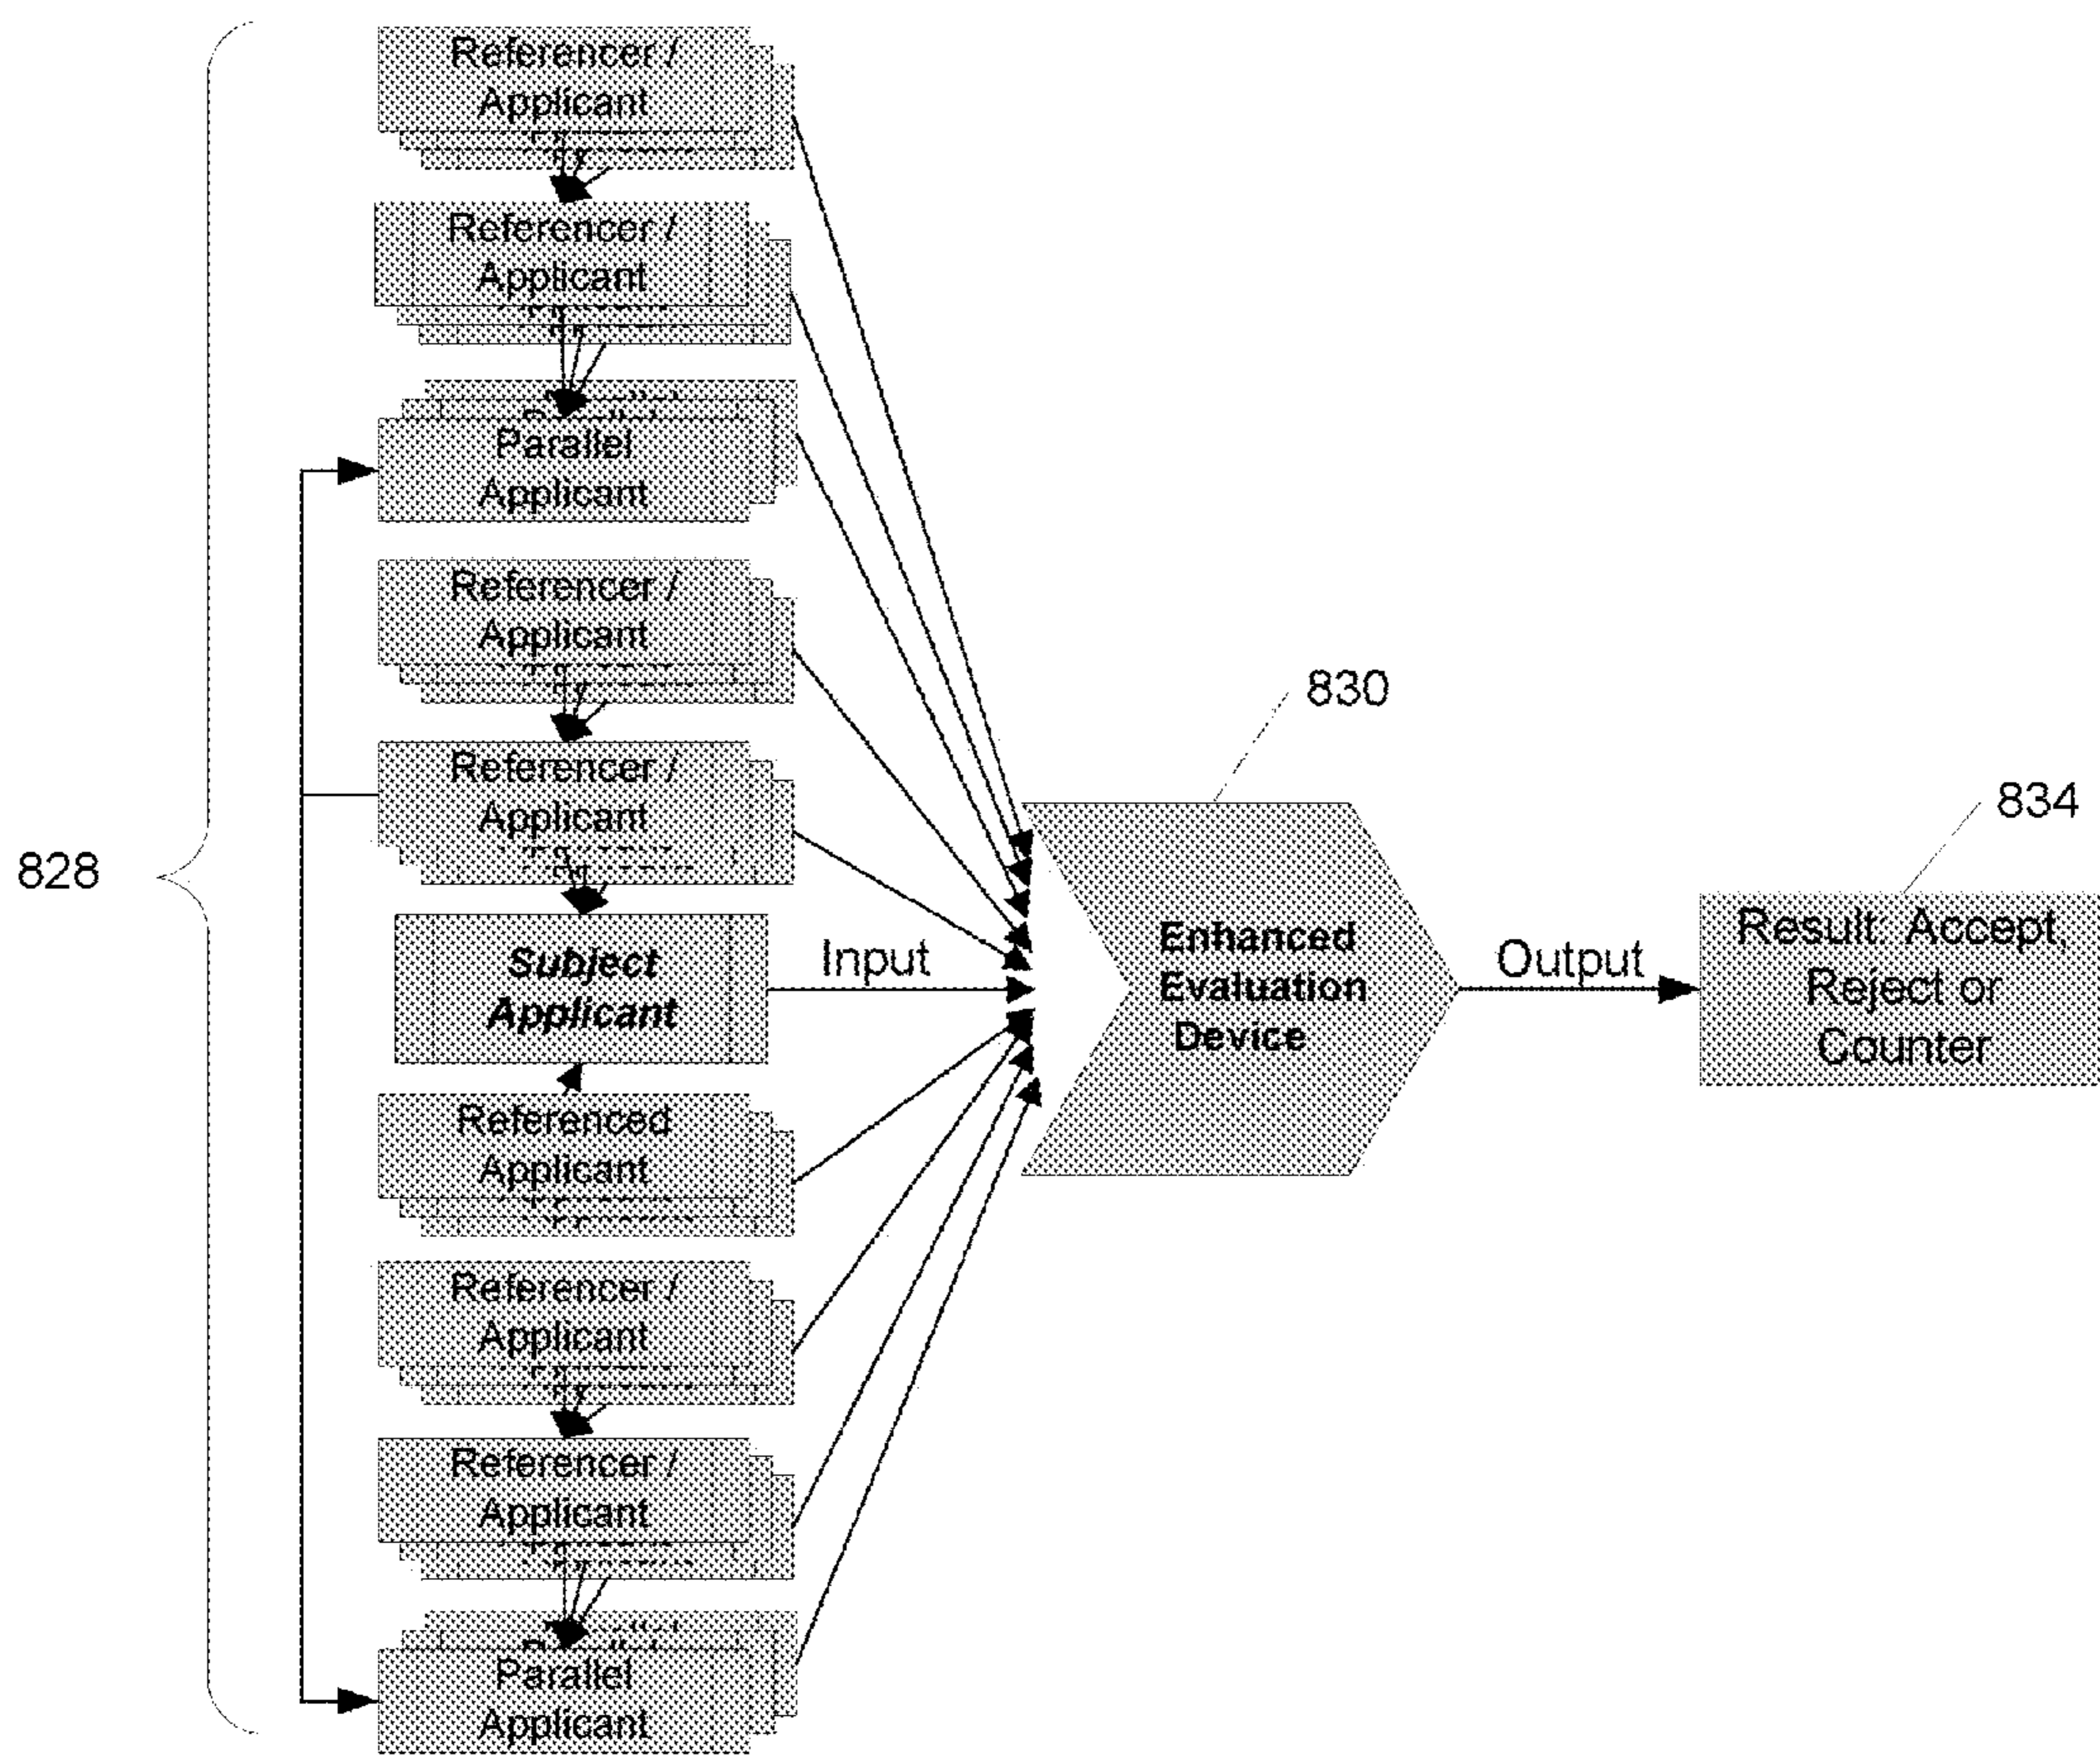 Referencer /
Applicant
Referencer /
Applicant
Parallel
Applicant
Referencer /
Applicant
830
Referencer /
Applicant
834
828
Subject
Applicant
Input
Enhanced
Evaluation
Device
Output
Result: Accept,
Reject or
Counter
Referenced
Applicant
Referencer /
Applicant
Referencer /
Applicant
Parallel
Applicant